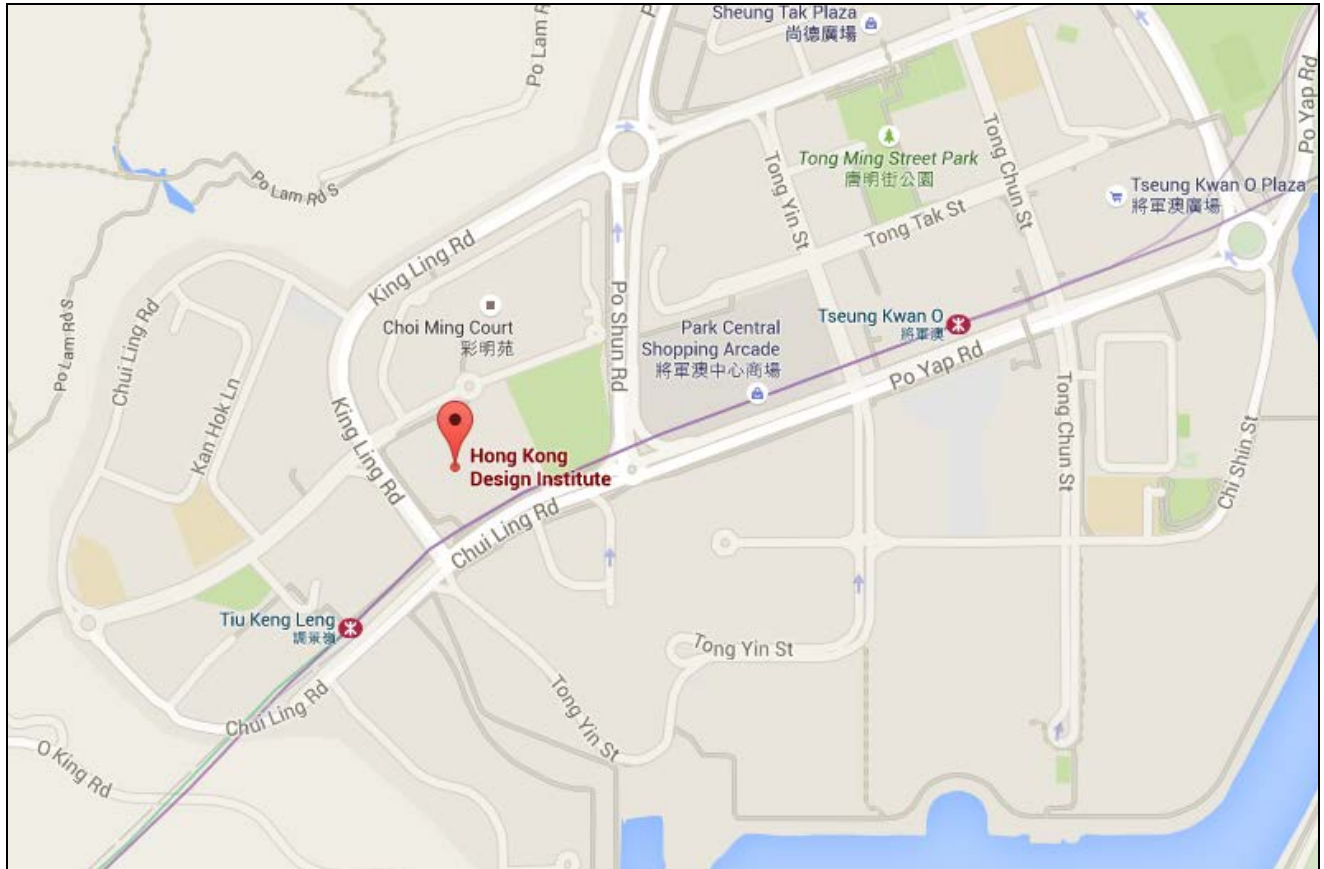 Sheung Tak Plaza
尚德廣場
Po Lam Rd
P
P
Po Yap Rd
Tong Ming Street Park
唐明街公園
Tong Chun St
Tong Yin St
Po Lam Rd S
Tseung Kwan O Plaza
將軍澳廣場
Tong Tak St
King Ling Rd
Po Lam Rd S
Chui Ling Rd
Choi Ming Court
彩明苑
Po Shun Rd
Park Central
Shopping Arcade
將軍澳中心商場
Tseung Kwan O
將軍澳
Po Yap Rd
Kan Hok Ln
King Ling Rd
Tong Chun St
Chi Shin St
Hong Kong
Design Institute
Chui Ling Rd
Tiu Keng Leng
調景嶺
Tong Yin St
Tong Yin St
Chui Ling Rd
O King Rd